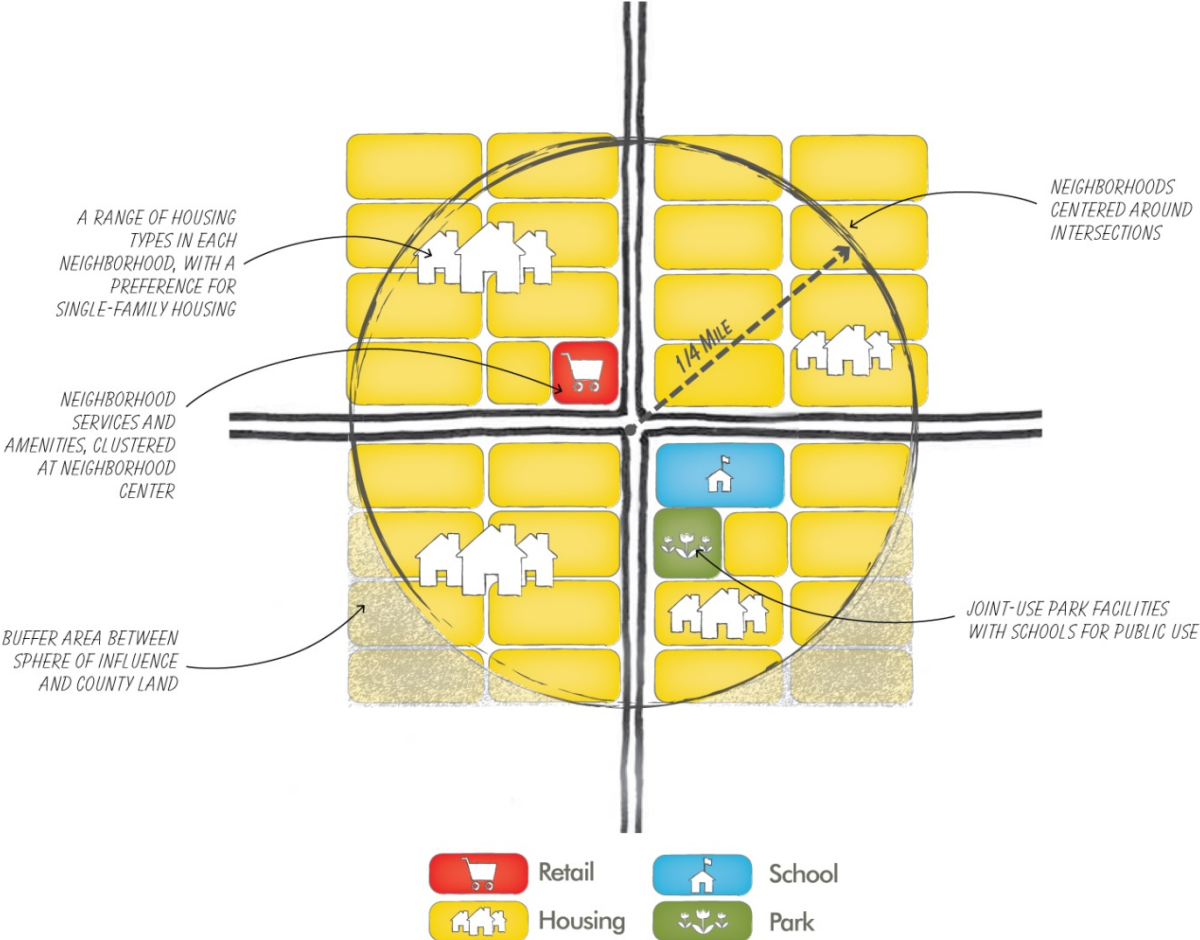 A RANGE OF HOUSING
TYPES IN EACH
NEIGHBORHOOD, WITH A
PREFERENCE FOR
SINGLE-FAMILY HOUSING
NEIGHBORHOODS
CENTERED AROUND
INTERSECTIONS
1/4 MILE
NEIGHBORHOOD
SERVICES AND
AMENITIES, CLUSTERED
AT NEIGHBORHOOD
CENTER
JOINT-USE PARK FACILITIES
WITH SCHOOLS FOR PUBLIC USE
BUFFER AREA BETWEEN
SPHERE OF INFLUENCE
AND COUNTY LAND
Retail
School
Housing
Park